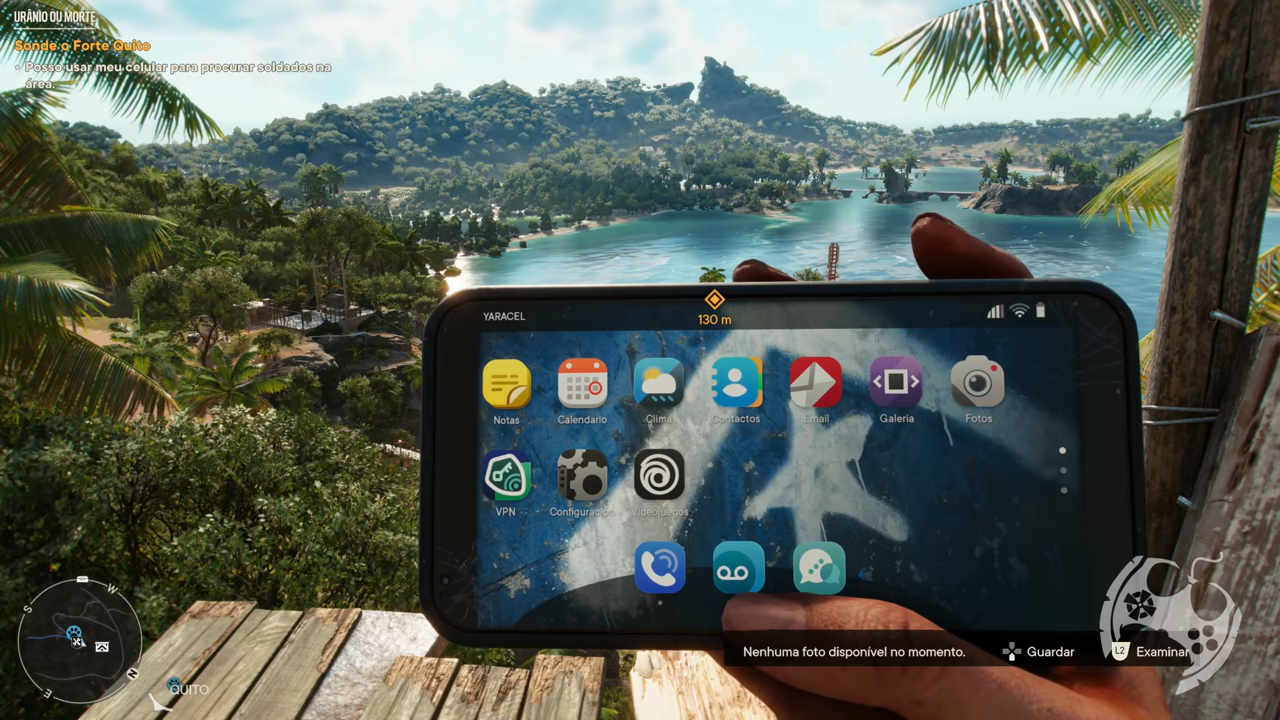 URÂNIO OU MORTE
Sonde o Forte Quito
· Posso usar meu celular para procurar soldados na
área.
YARACEL
130 m
Notas
Calendario
Clima
Contactos
Email
Galeria
Fotos
VPN
Configuración
Videojuegos
Nenhuma foto disponível no momento.
Guardar
L2
Examinar
S
W
N
E
QUITO